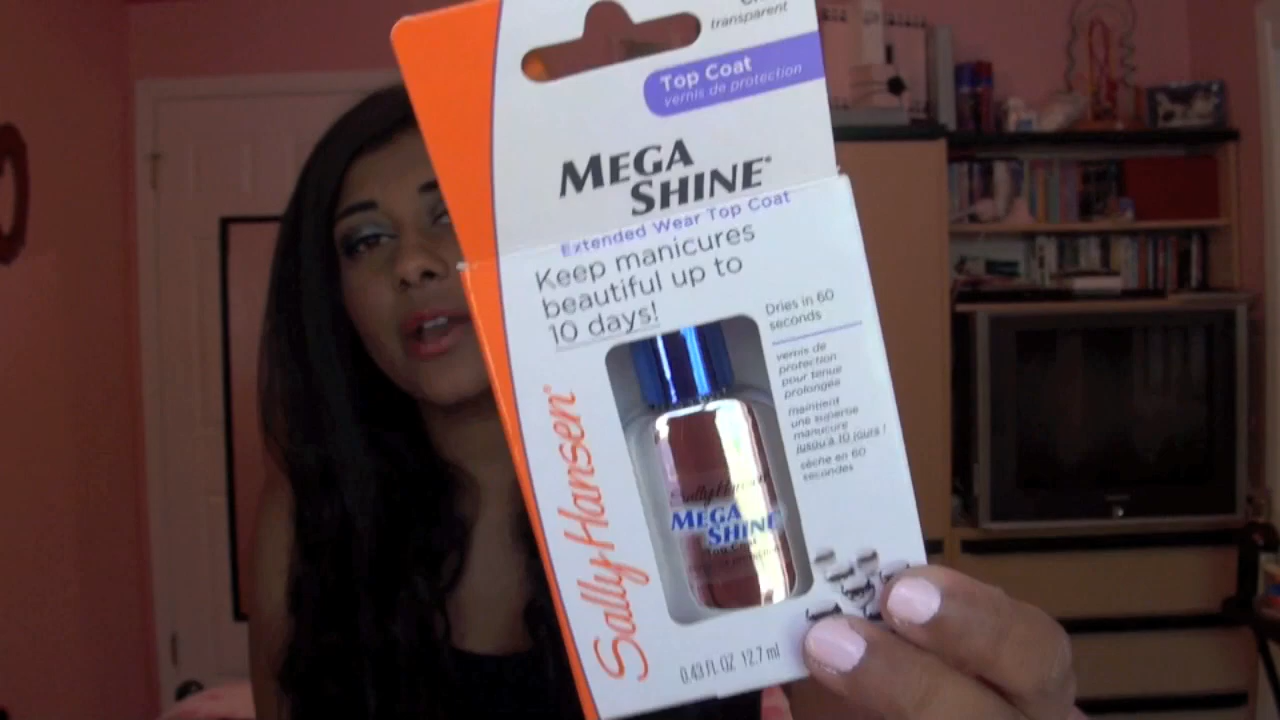 transparent
Top Coat
vernis de protection
MEGA
SHINE
Extended Wear Top Coat
Keep manicures
beautiful up to
10 days!
Dries in 60
seconds
vernis de
protection
pour tenue
prolongée
maintient
une superbe
manucure
jusqu'à 10 jours !
sèche en 60
secondes
Sally Hansen
Sally Hansen
MEGA
SHINE
Top Coat
0.43 FL OZ 12.7 ml